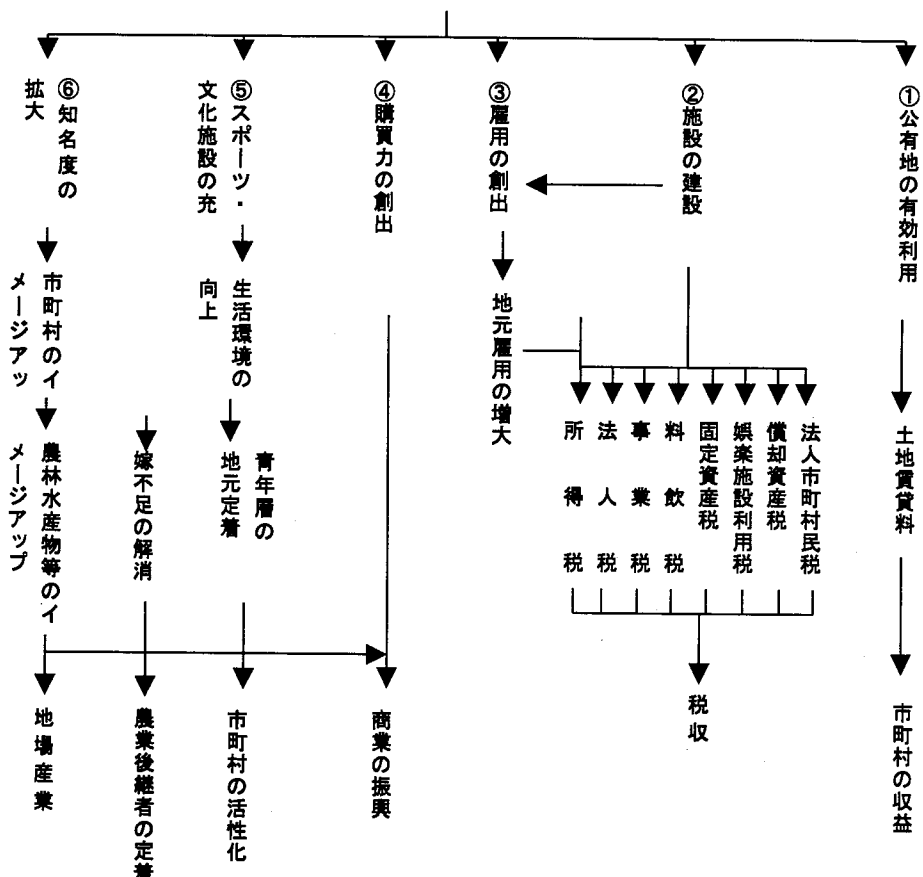 ①公有地の有効利用
土地賃貸料
市町村の収益
②施設の建設
法人市町村民税
償却資産税
娯楽施設利用税
固定資産税
料飲税
事業税
法人税
所得税
税収
③雇用の創出
地元雇用の増大
④購買力の創出
商業の振興
⑤スポーツ・
文化施設の充
生活環境の
向上
青年層の
地元定着
市町村の活性化
嫁不足の解消
農業後継者の定着
⑥知名度の
拡大
市町村のイ
メージアッ
農林水産物等のイ
メージアップ
地場産業